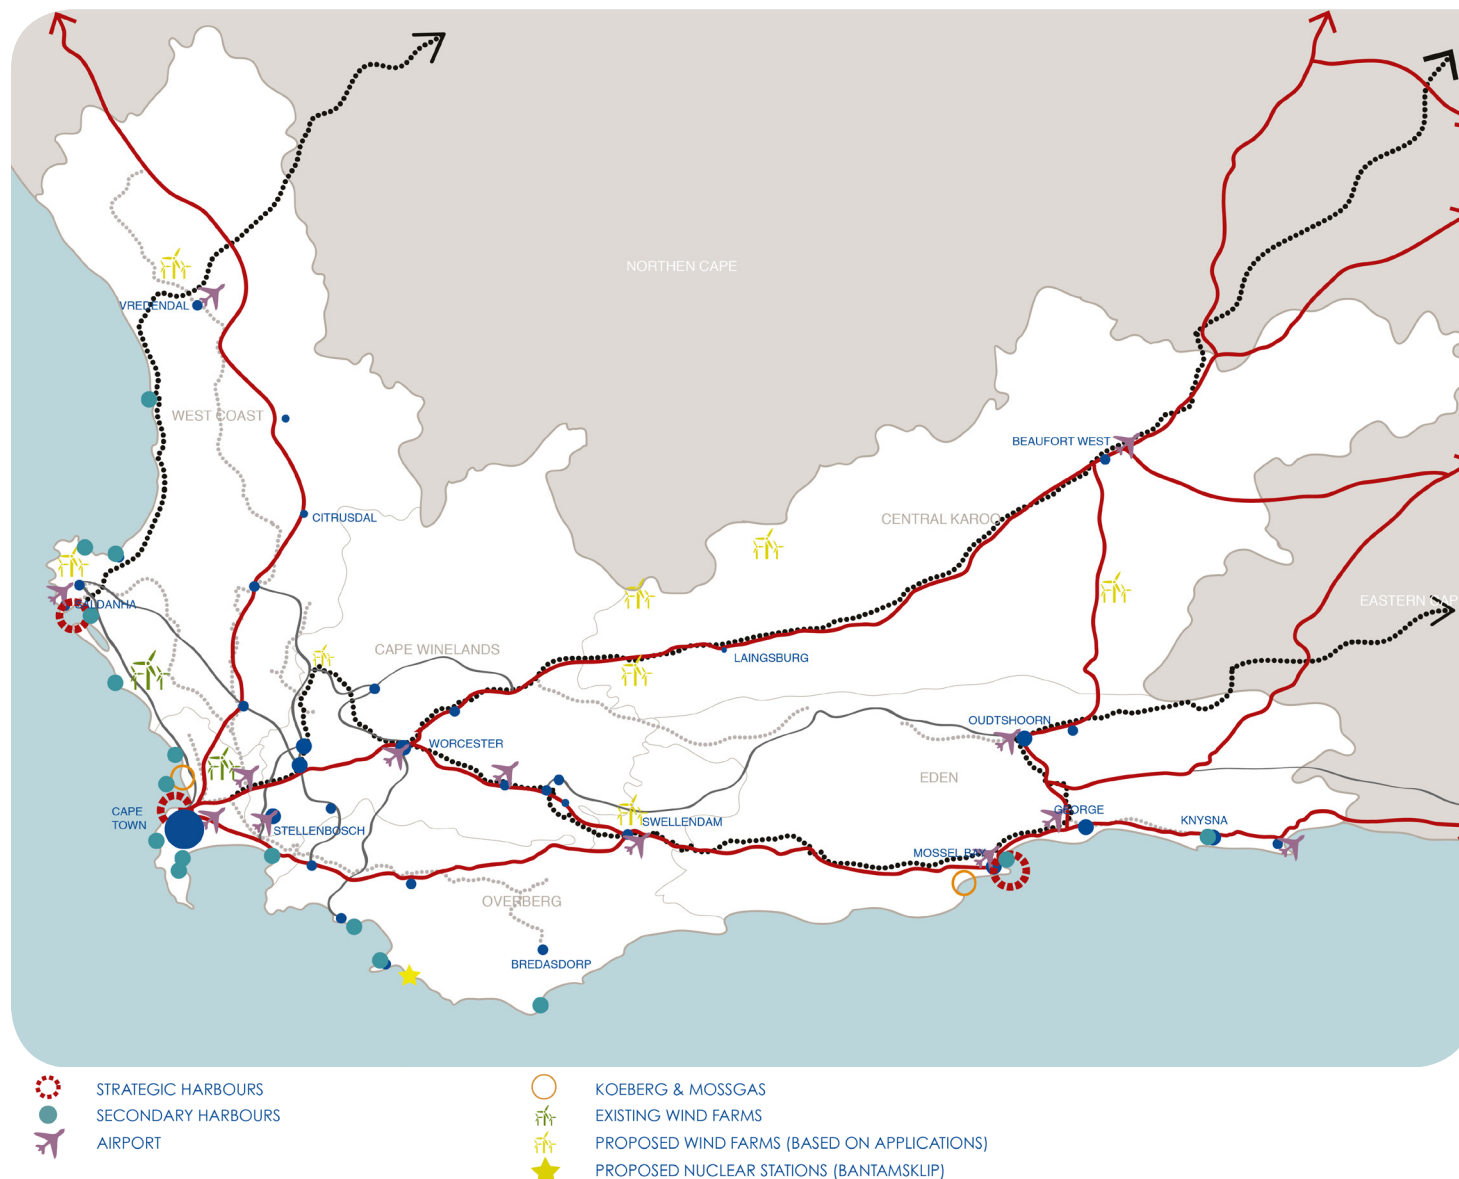 NORTHEN CAPE
VREDENDAL
WEST COAST
BEAUFORT WEST
CITRUSDAL
CENTRAL KAROO
EASTERN CAP
ALDANHA
CAPE WINELANDS
LAINGSBURG
OUDTSHOORN
WORCESTER
EDEN
CAPE
TOWN
GEORGE
STELLENBOSCH
SWELLENDAM
KNYSNA
MOSSEL BAY
OVERBERG
BREDASDORP
STRATEGIC HARBOURS
SECONDARY HARBOURS
AIRPORT
KOEBERG & MOSSGAS
EXISTING WIND FARMS
PROPOSED WIND FARMS (BASED ON APPLICATIONS)
PROPOSED NUCLEAR STATIONS (BANTAMSKLIP)